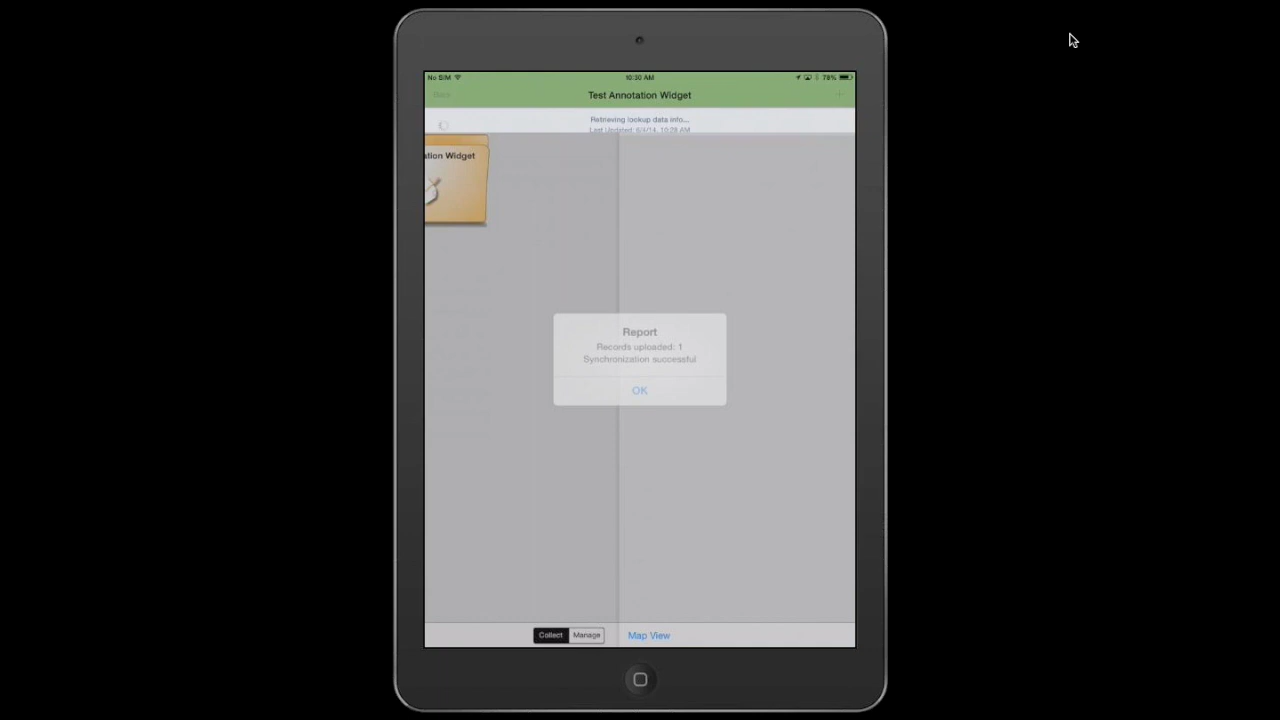 No SIM
10:30 AM
78%
Test Annotation Widget
Retrieving lookup data info...
Last Updated: 6/3/14, 10:28 AM
ation Widget
Report
Records uploaded: 1
Synchronization successful
OK
Collect
Manage
Map View